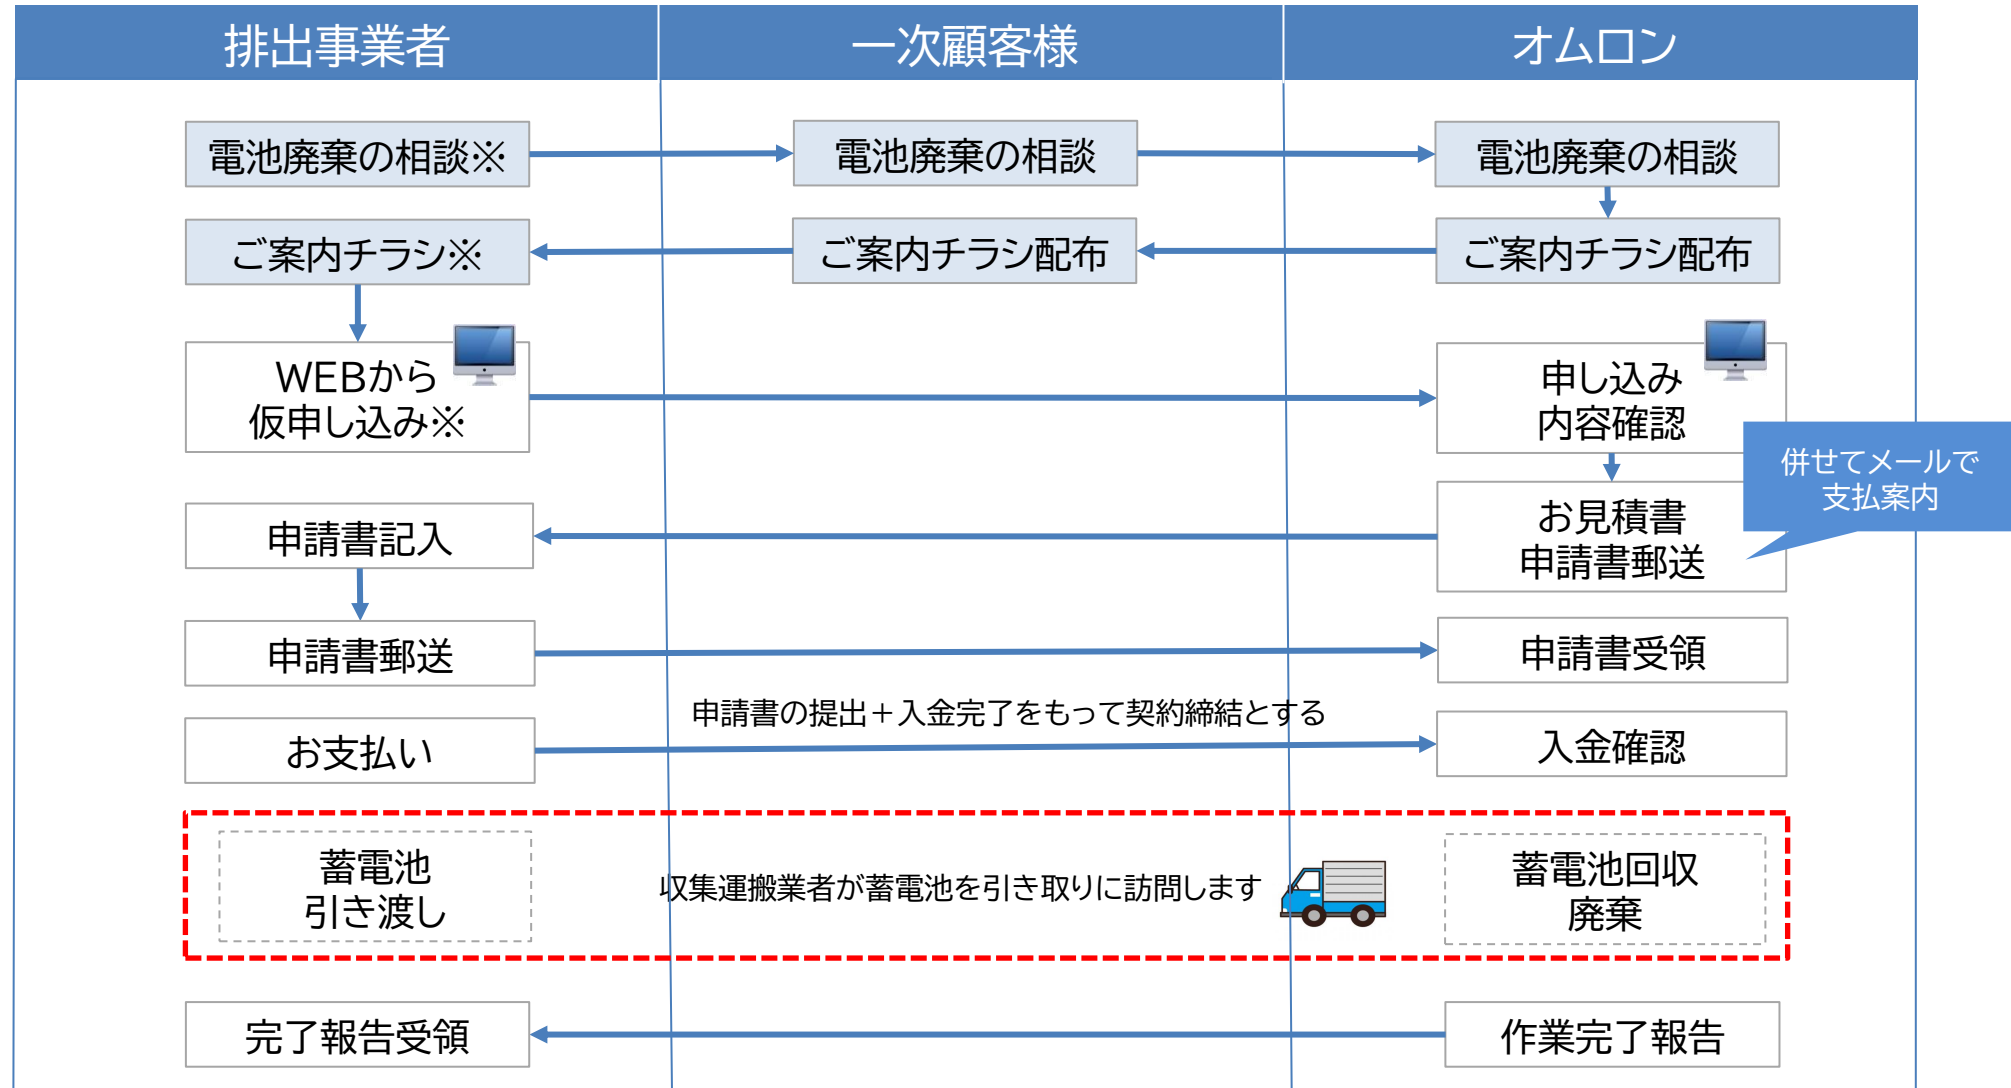 排出事業者
一次顧客様
オムロン
電池廃棄の相談※
電池廃棄の相談
電池廃棄の相談
ご案内チラシ※
ご案内チラシ配布
ご案内チラシ配布
WEBから
仮申し込み※
申し込み
内容確認
併せてメールで
支払案内
申請書記入
お見積書
申請書郵送
申請書郵送
申請書受領
申請書の提出＋入金完了をもって契約締結とする
お支払い
入金確認
蓄電池
引き渡し
収集運搬業者が蓄電池を引き取りに訪問します
蓄電池回収
廃棄
完了報告受領
作業完了報告